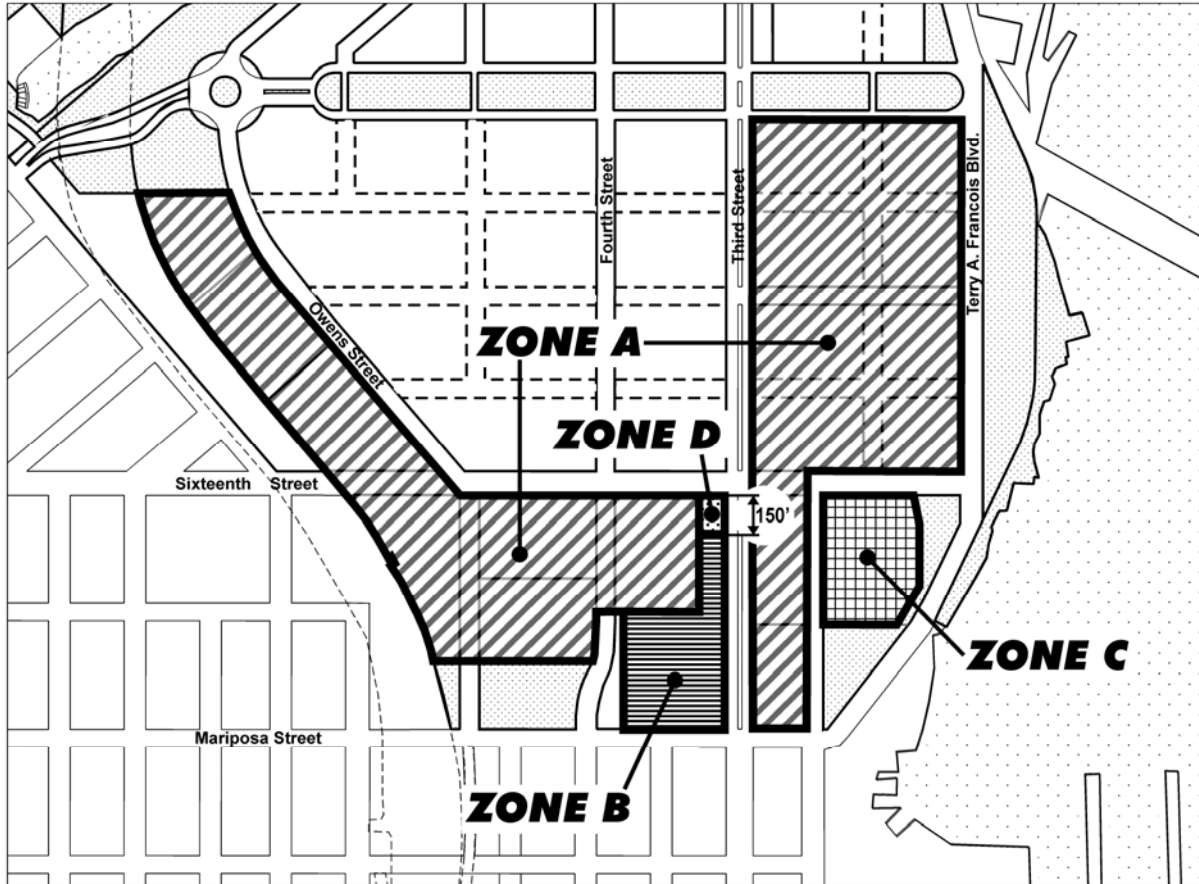 Fourth Street
Third Street
Terry A. Francois Blvd.
Owens Street
ZONE A
ZONE D
Sixteenth Street
150’
ZONE C
Mariposa Street
ZONE B